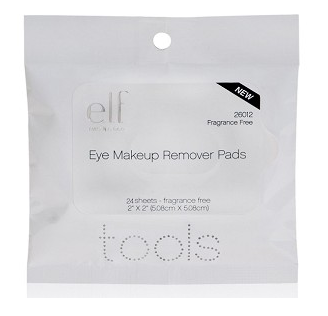 NEW
elf
26012
Fragrance Free
Eye Makeup Remover Pads
24 sheets - fragrance free
2" X 2" (5.08cm X 5.08cm)
tools